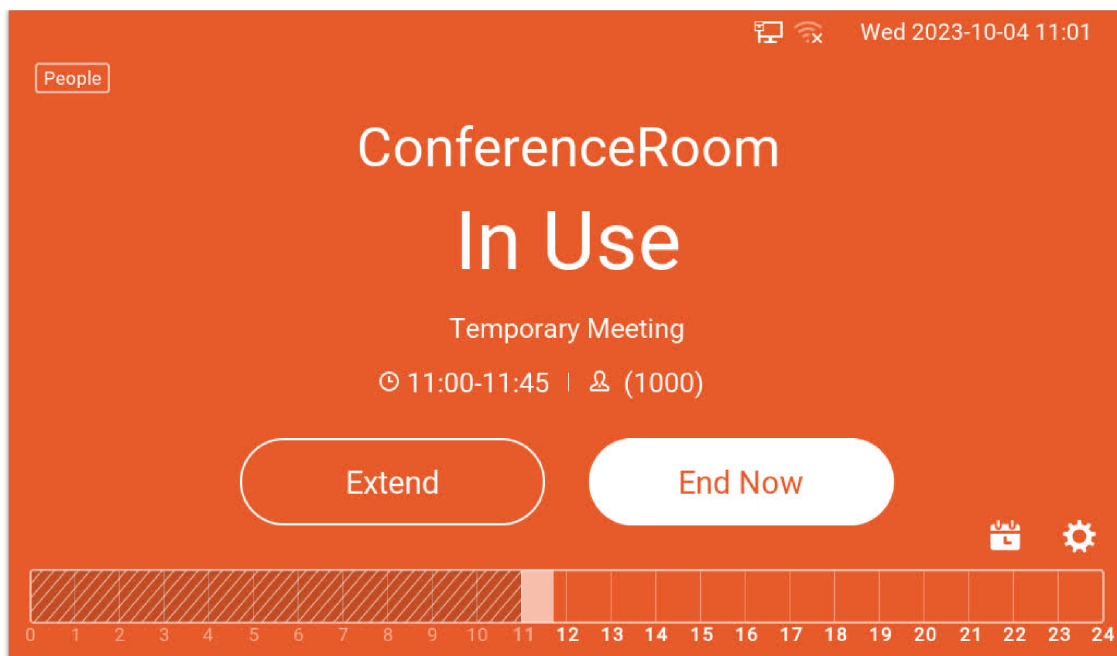 Wed 2023-10-04 11:01
People
ConferenceRoom
In Use
Temporary Meeting
11:00-11:45 (1000)
Extend End Now
0 1 2 3 4 5 6 7 8 9 10 11 12 13 14 15 16 17 18 19 20 21 22 23 24